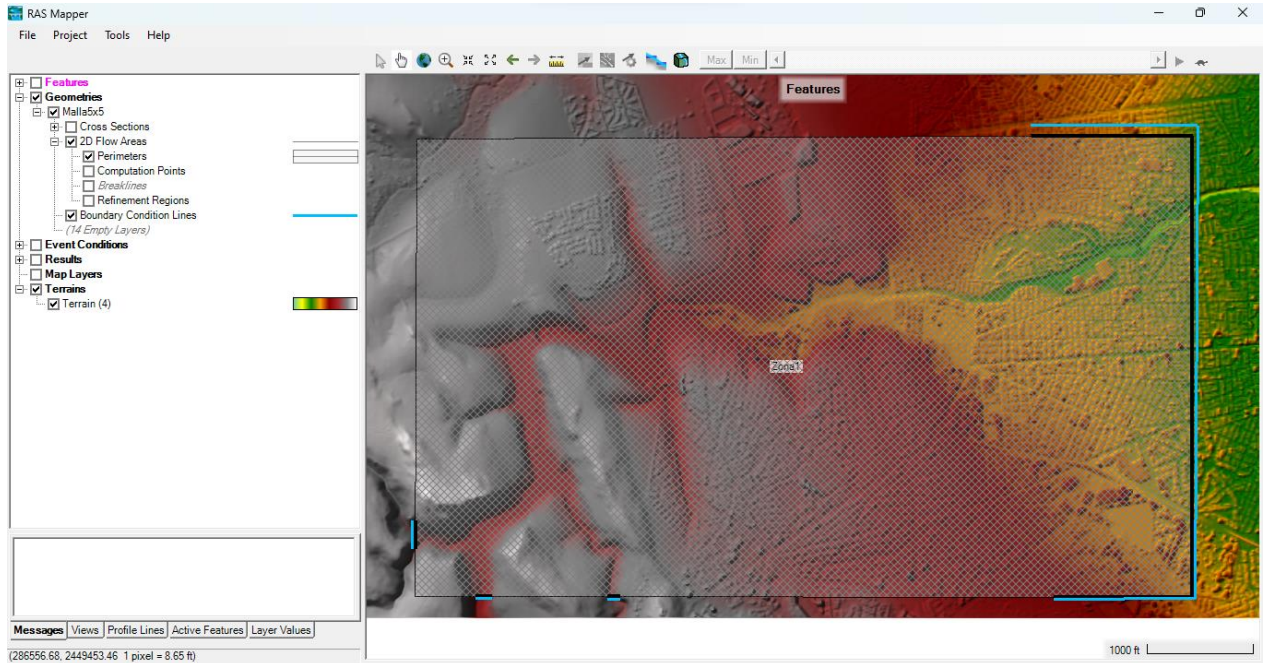 RAS Mapper
File Project Tools Help
Max Min
Features
Geometries
Malla5x5
Cross Sections
2D Flow Areas
Perimeters
Computation Points
Breaklines
Refinement Regions
Boundary Condition Lines
(14 Empty Layers)
Event Conditions
Results
Map Layers
Terrains
Terrain (4)
Features
Zona1
Messages Views Profile Lines Active Features Layer Values
(286556.68, 2449453.46 1 pixel = 8.65 ft)
1000 ft